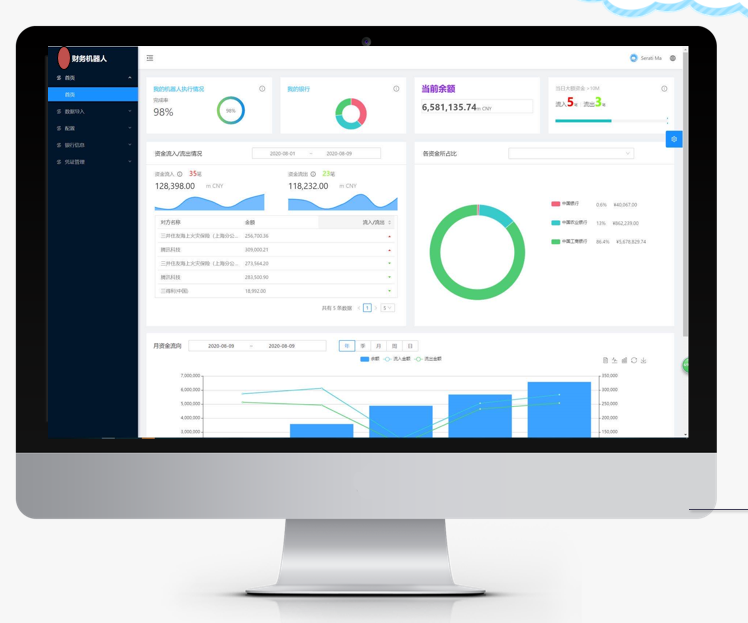 财务机器人
Sandi Ma
首页
首页
数据导入
配置
银行信息
凭证管理
我的机器人执行情况
完成率
98%
98%
我的银行
当前余额
6,581,135.74 in CNY
当日大额资金 >10M
流入5笔 流出3笔
资金流入/流出情况
2020-08-01 ~ 2020-08-09
资金流入 35笔
128,398.00 in CNY
资金流出 23笔
118,232.00 in CNY
对方名称 金额 流入/流出
三井住友海上火灾保险（上海分公... 256,700.36
腾讯科技 309,000.21
三井住友海上火灾保险（上海分公... 273,564.20
腾讯科技 283,500.90
三锦和(中国) 18,902.00
共有 5 条数据 < 1 > 5
各资金所占比
中国银行 0.6% ¥40,067.00
中国农业银行 13% ¥862,239.00
中国工商银行 86.4% ¥5,678,829.74
月资金流向
2020-06-09 ~ 2020-08-09
年 季 月 周 日
余额 流入金额 流出金额
7,000,000
6,000,000
5,000,000
4,000,000
3,000,000
350,000
300,000
250,000
200,000
150,000